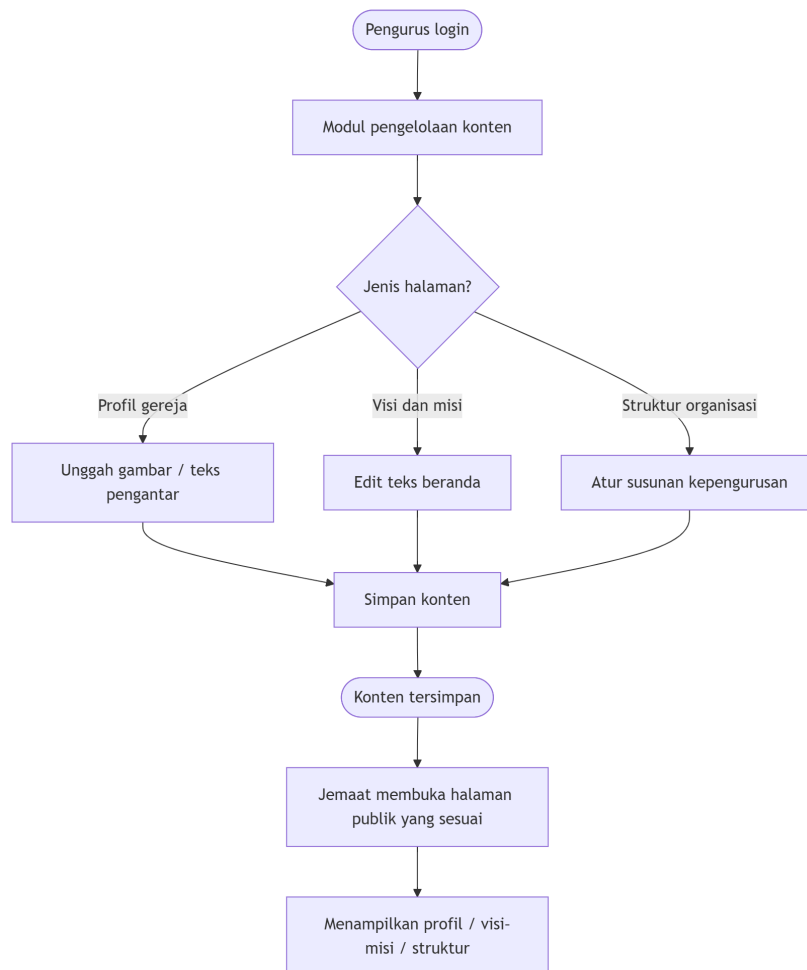 Pengurus login
Modul pengelolaan konten
Jenis halaman?
Profil gereja
Visi dan misi
Struktur organisasi
Unggah gambar / teks
pengantar
Edit teks beranda
Atur susunan kepengurusan
Simpan konten
Konten tersimpan
Jemaat membuka halaman
publik yang sesuai
Menampilkan profil / visi-
misi / struktur